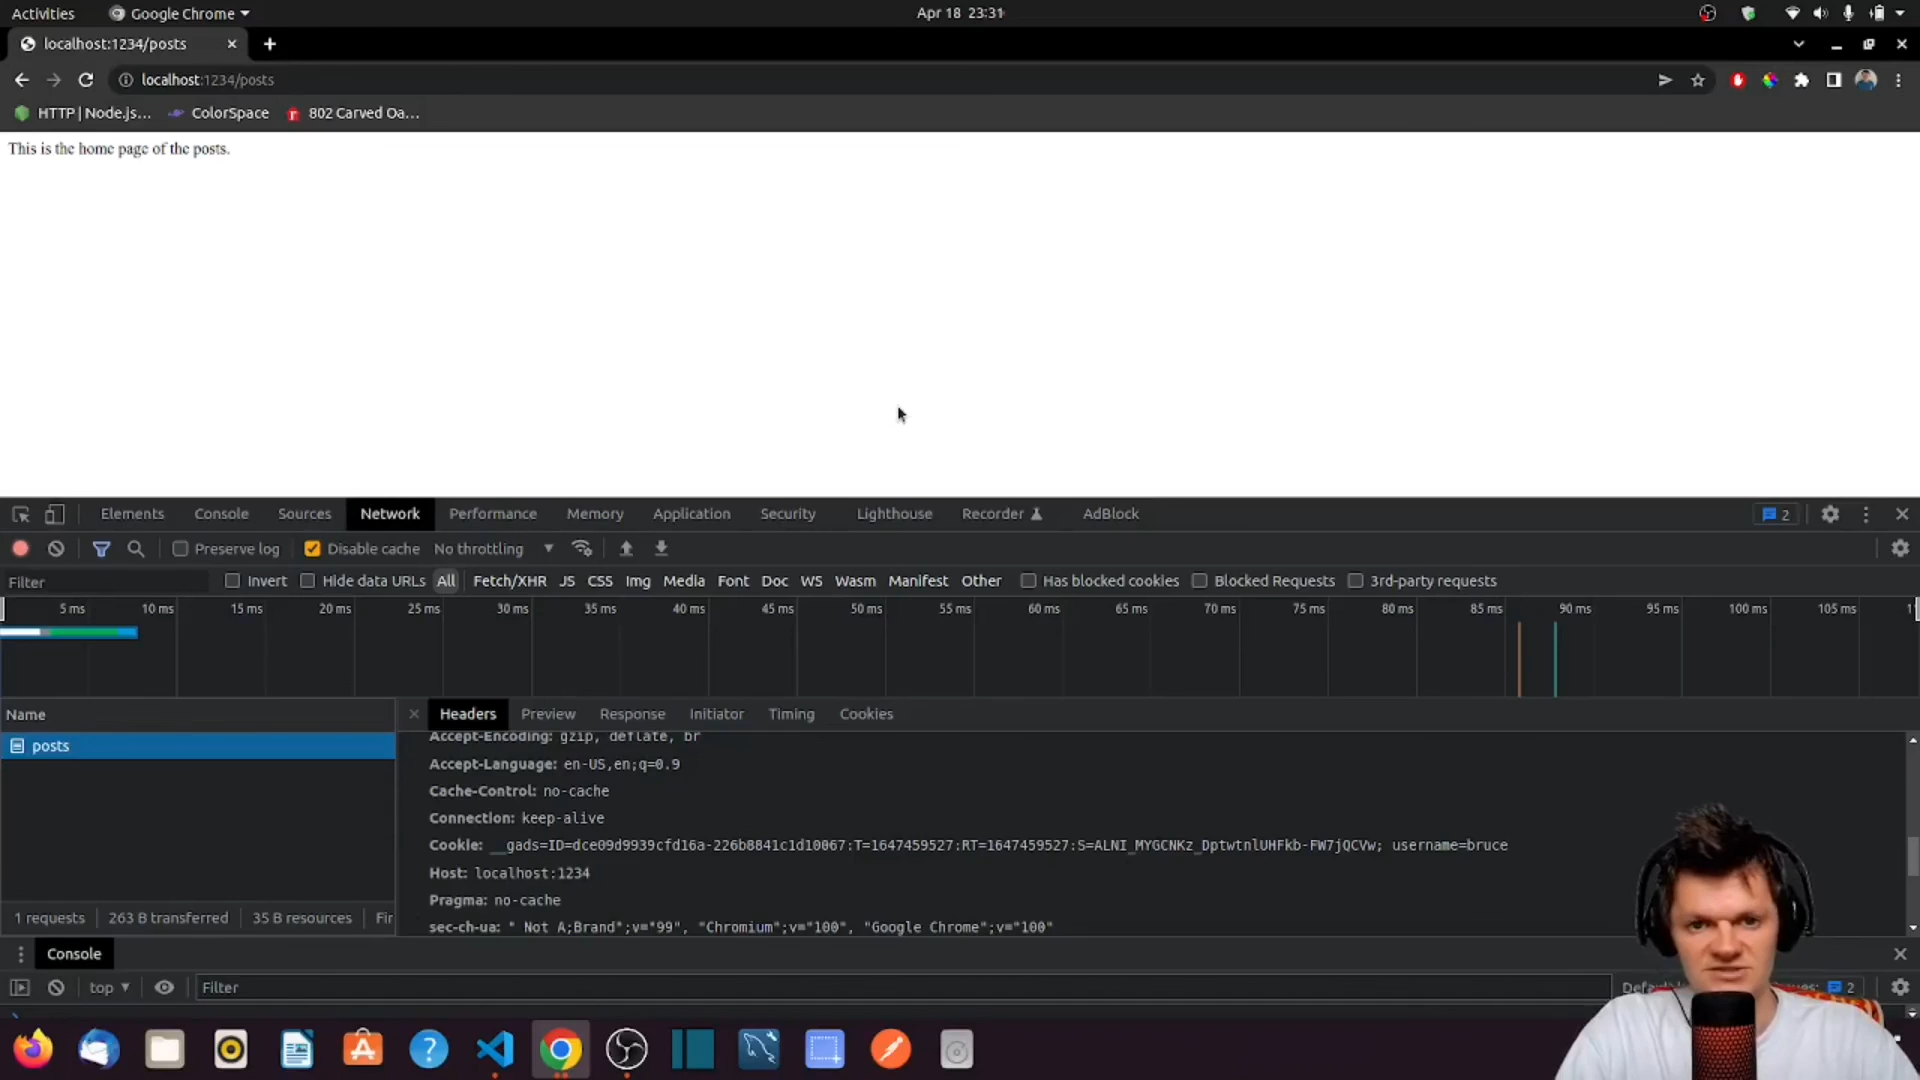 Activities Google Chrome Apr 18 23:31
localhost:1234/posts
localhost:1234/posts
HTTP | Node.js... ColorSpace 802 Carved Oa...
This is the home page of the posts.
Elements Console Sources Network Performance Memory Application Security Lighthouse Recorder AdBlock 2
Preserve log Disable cache No throttling
Filter Invert Hide data URLs All Fetch/XHR JS CSS Img Media Font Doc WS Wasm Manifest Other Has blocked cookies Blocked Requests 3rd-party requests
5 ms 10 ms 15 ms 20 ms 25 ms 30 ms 35 ms 40 ms 45 ms 50 ms 55 ms 60 ms 65 ms 70 ms 75 ms 80 ms 85 ms 90 ms 95 ms 100 ms 105 ms
Name Headers Preview Response Initiator Timing Cookies
posts
Accept-Encoding: gzip, deflate, br
Accept-Language: en-US,en;q=0.9
Cache-Control: no-cache
Connection: keep-alive
Cookie: __gads=ID=dce09d9939cfd16a-226b8841c1d10067:T=1647459527:RT=1647459527:S=ALNI_MYGCNKz_DptwtnlUHFkb-FW7jQCVw; username=bruce
Host: localhost:1234
Pragma: no-cache
sec-ch-ua: " Not A;Brand";v="99", "Chromium";v="100", "Google Chrome";v="100"
1 requests 263 B transferred 35 B resources Fir
Console
top Filter 2